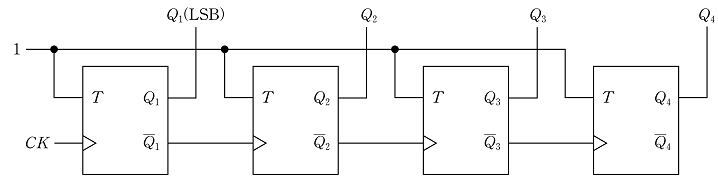 Q₁(LSB) Q₂ Q₃ Q₄
1
T Q₁ T Q₂ T Q₃ T Q₄
CK Q̅₁ Q̅₂ Q̅₃ Q̅₄